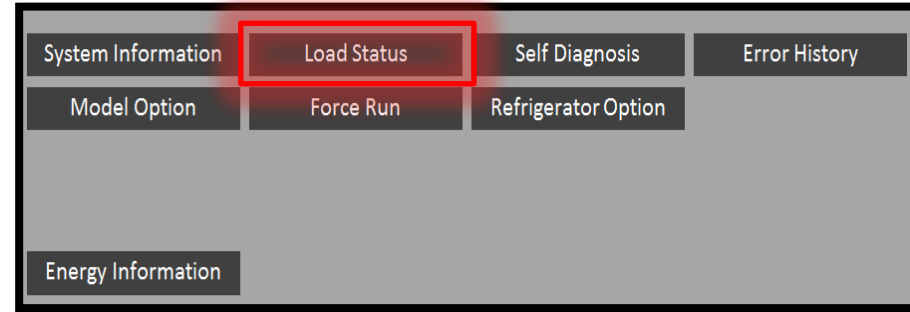 System Information Load Status Self Diagnosis Error History
Model Option Force Run Refrigerator Option
Energy Information